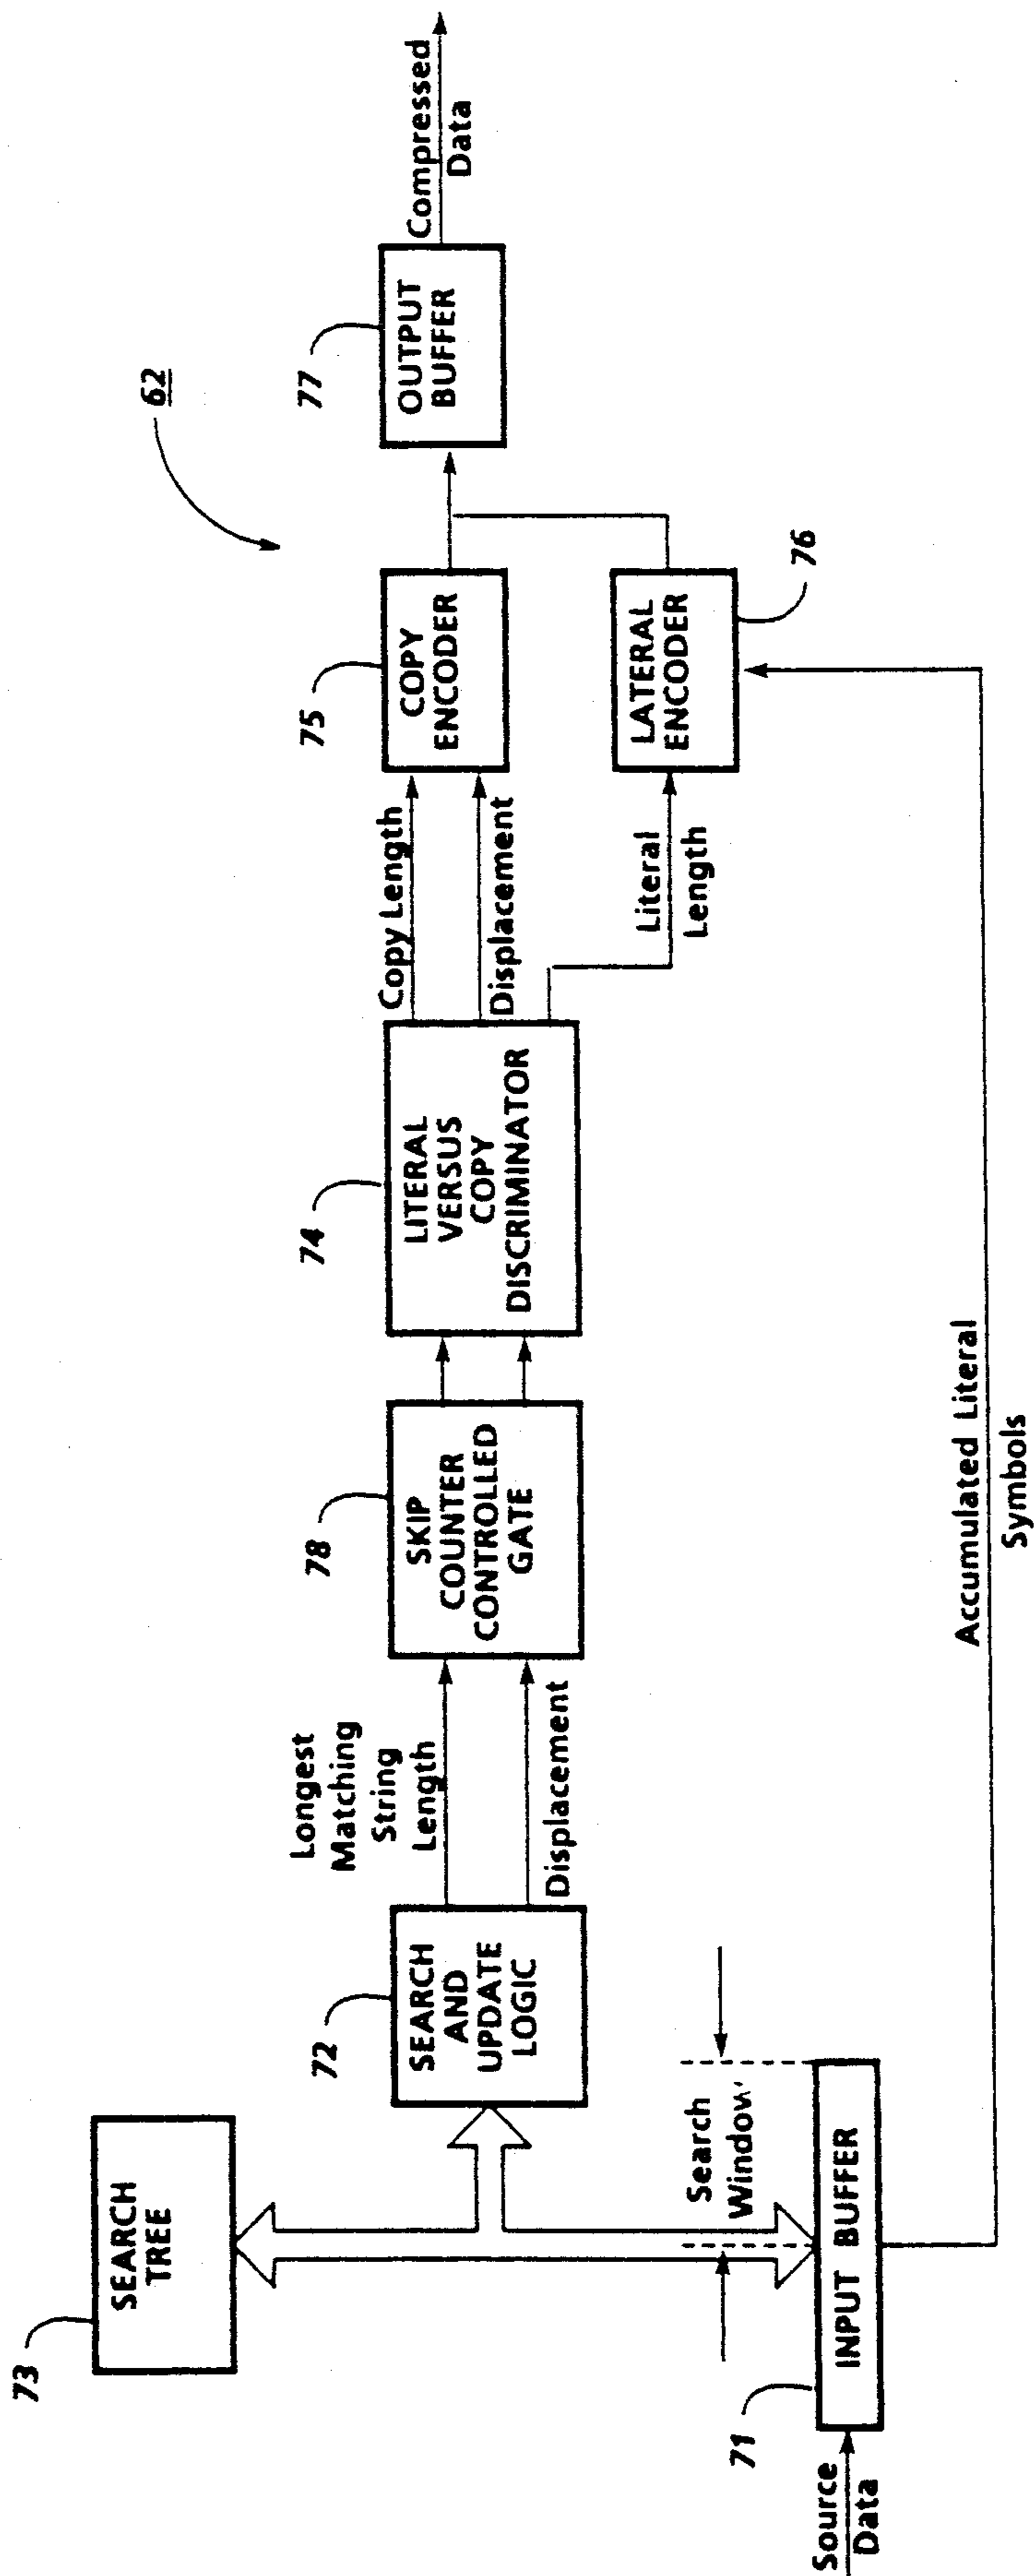 62
73
SEARCH
TREE
72
SEARCH
AND
UPDATE
LOGIC
Longest
Matching
String
Length
Displacement
78
SKIP
COUNTER
CONTROLLED
GATE
74
LITERAL
VERSUS
COPY
DISCRIMINATOR
Copy Length
Displacement
Literal
Length
75
COPY
ENCODER
LATERAL
ENCODER
76
77
OUTPUT
BUFFER
Compressed
Data
Search
Window
71
INPUT BUFFER
Source
Data
Accumulated Literal
Symbols